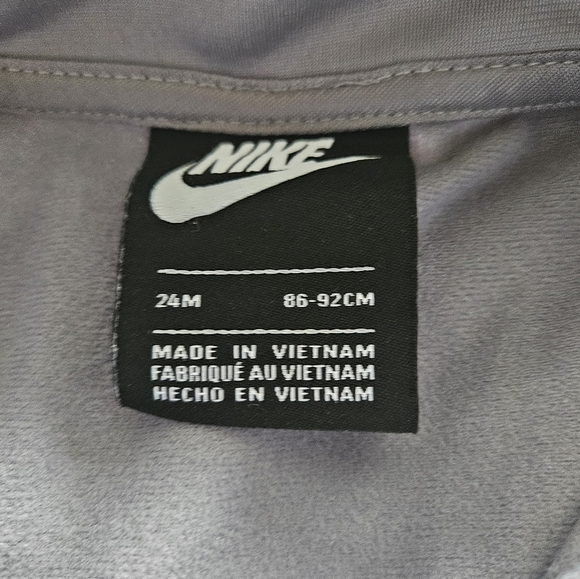 NIKE
24M 86-92CM
MADE IN VIETNAM
FABRIQUÉ AU VIETNAM
HECHO EN VIETNAM